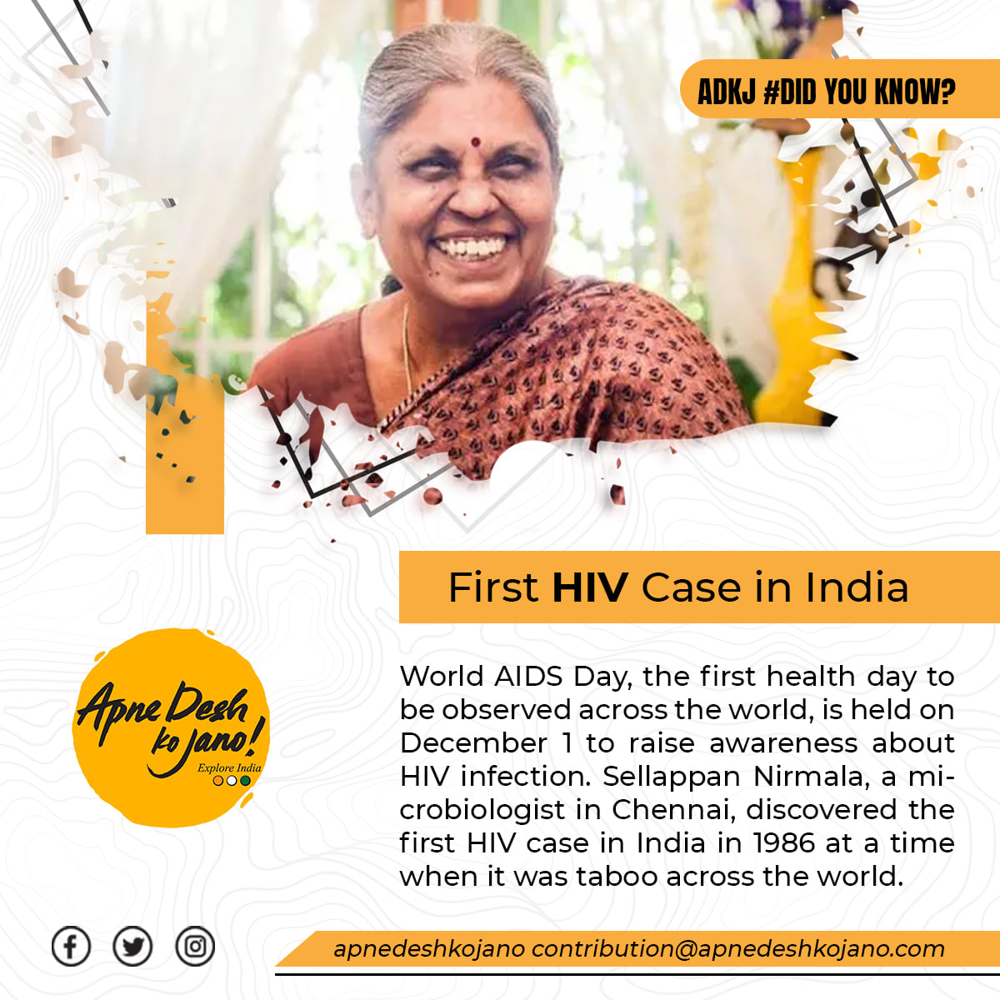 ADKJ #DID YOU KNOW?
First HIV Case in India
World AIDS Day, the first health day to
be observed across the world, is held on
December 1 to raise awareness about
HIV infection. Sellappan Nirmala, a mi-
crobiologist in Chennai, discovered the
first HIV case in India in 1986 at a time
when it was taboo across the world.
Apne Desh
ko Jano!
Explore India
apnedeshkojano contribution@apnedeshkojano.com